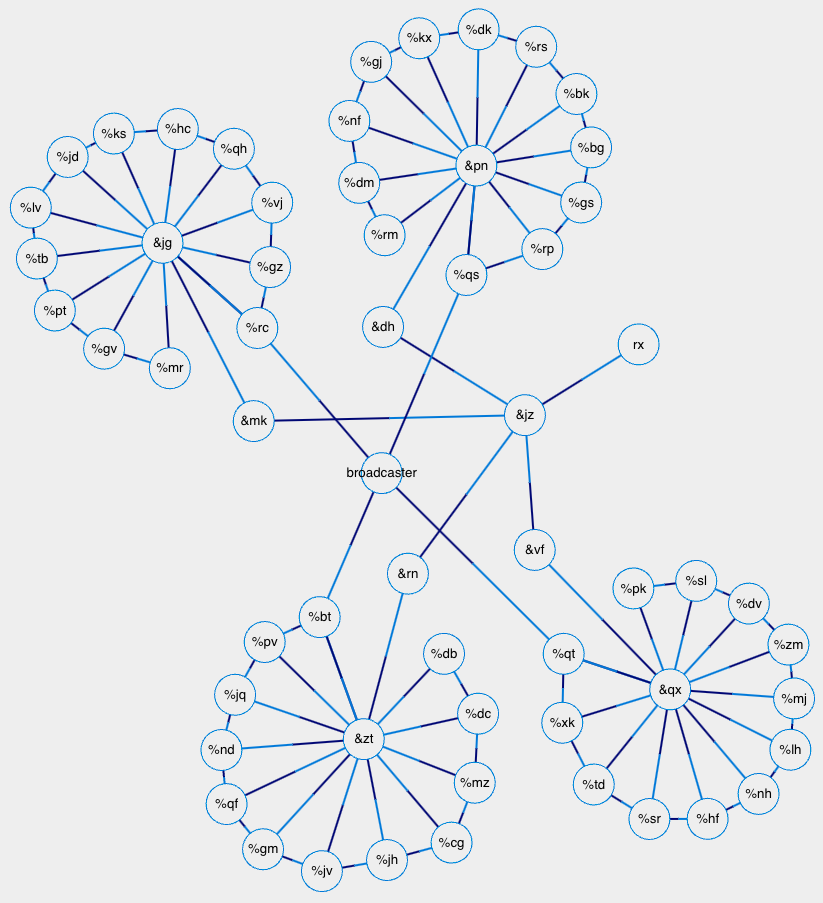 %dk
%kx
%rs
%gj
%bk
%nf
%hc
%ks
%bg
%qh
%jd
&pn
%dm
%vj
%gs
%lv
%rm
&jg
%rp
%tb
%gz
%qs
%pt
&dh
%rc
rx
%gv
%mr
&jz
&mk
broadcaster
&vf
&rn
%sl
%pk
%dv
%bt
%pv
%zm
%db
%qt
&qx
%jq
%mj
%dc
%xk
&zt
%nd
%lh
%mz
%td
%nh
%qf
%sr
%hf
%cg
%gm
%jh
%jv